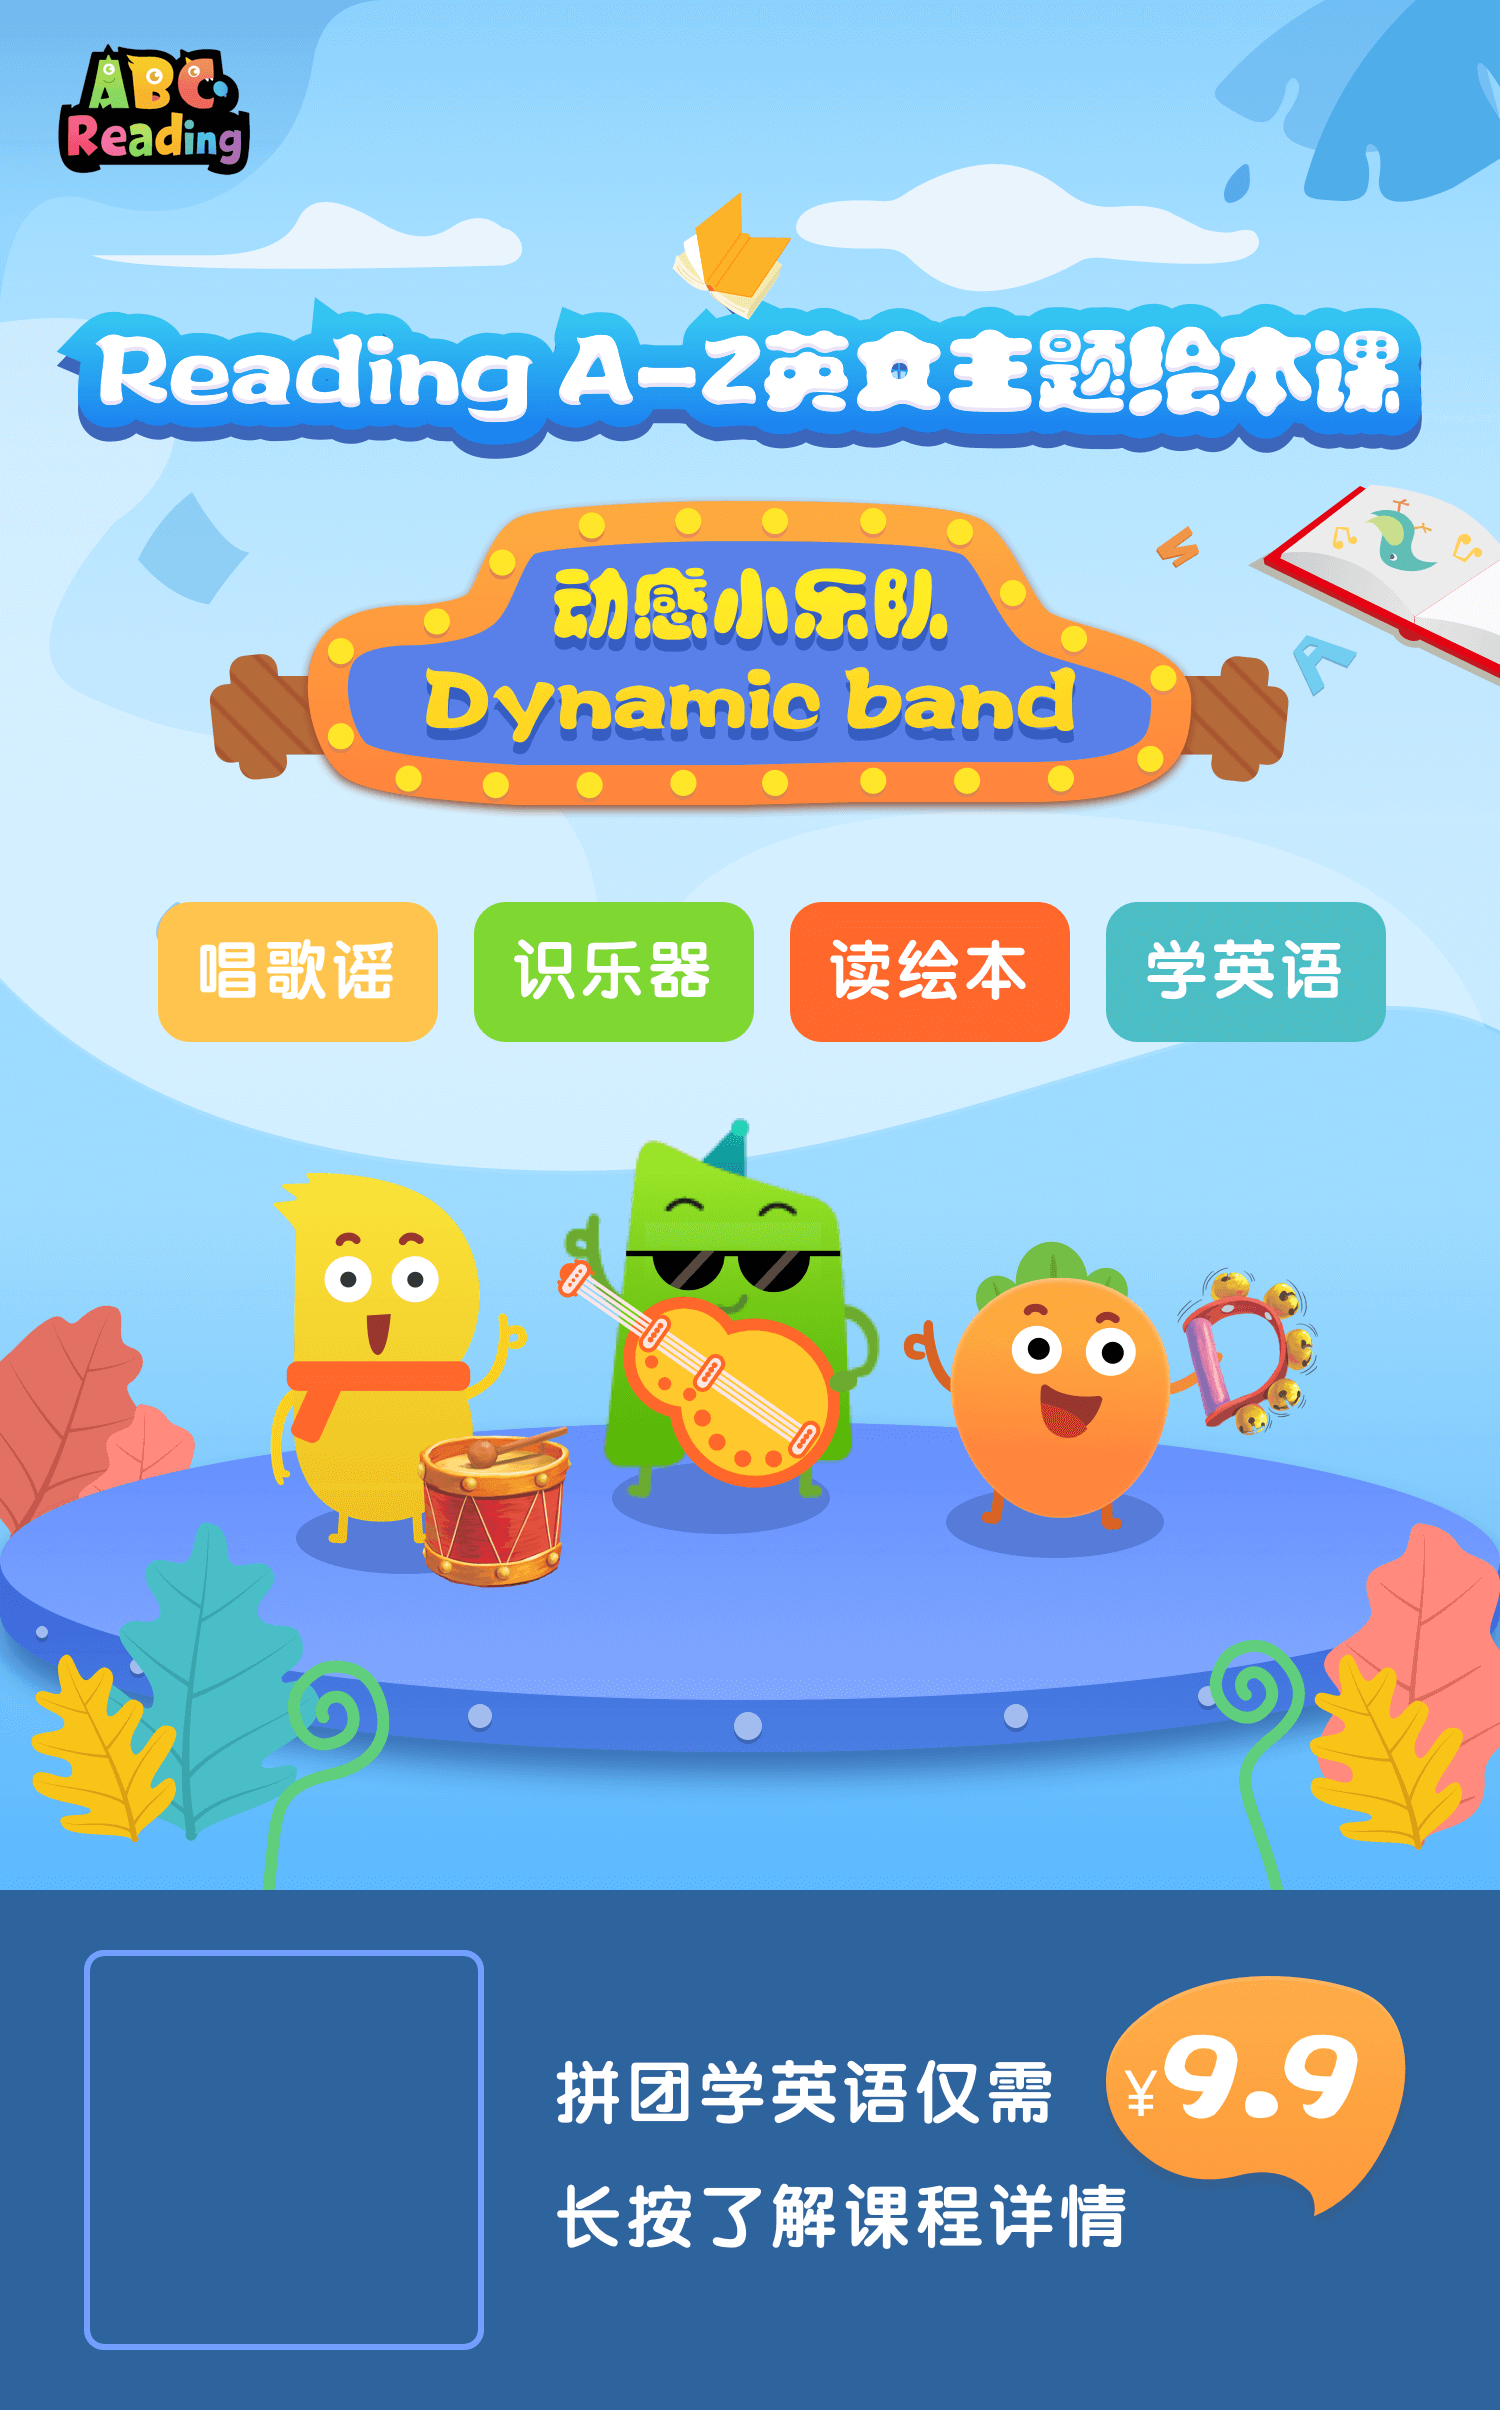 ABC
Reading
Reading A-Z英文主题绘本课
动感小乐队
Dynamic band
W
A
唱歌谣
识乐器
读绘本
学英语
拼团学英语仅需
¥9.9
长按了解课程详情